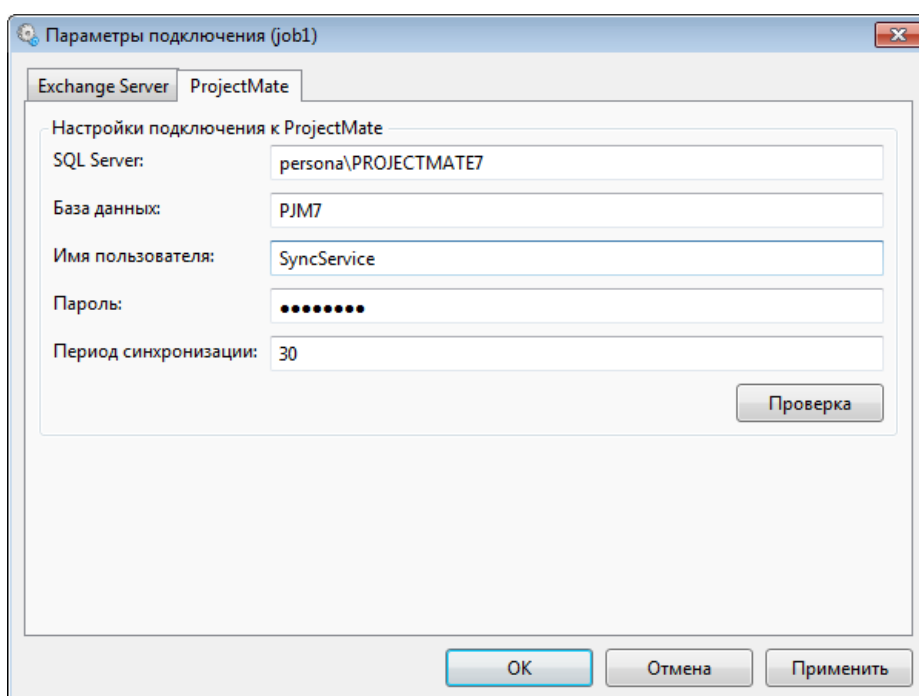 Параметры подключения (job1)
Exchange Server ProjectMate
Настройки подключения к ProjectMate
SQL Server: persona\PROJECTMATE7
База данных: PJM7
Имя пользователя: SyncService
Пароль: ●●●●●●●●
Период синхронизации: 30
Проверка
OK Отмена Применить